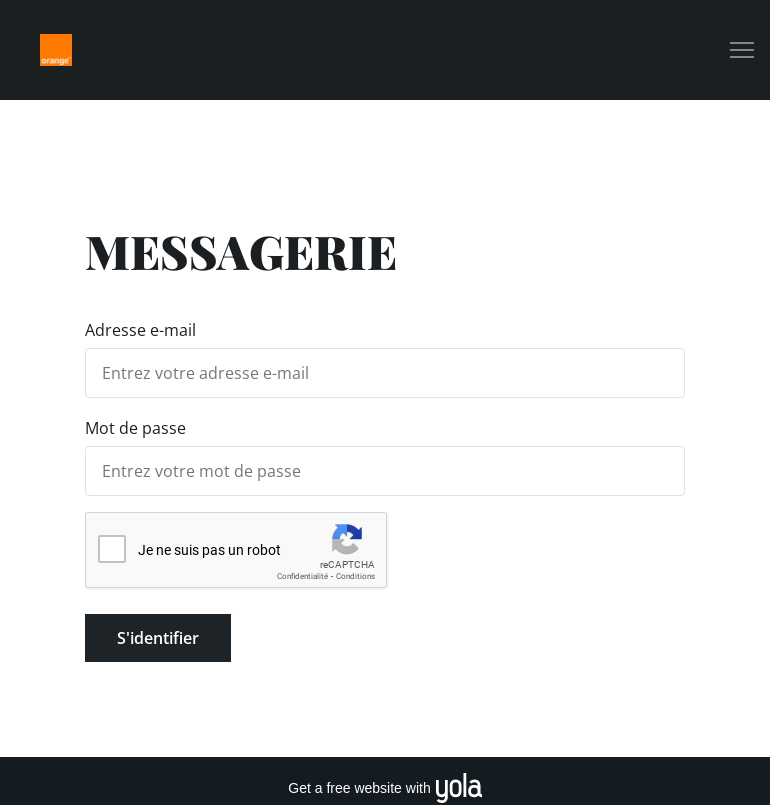 orange
MESSAGERIE
Adresse e-mail
Entrez votre adresse e-mail
Mot de passe
Entrez votre mot de passe
Je ne suis pas un robot
reCAPTCHA
Confidentialité - Conditions
S'identifier
Get a free website with yola